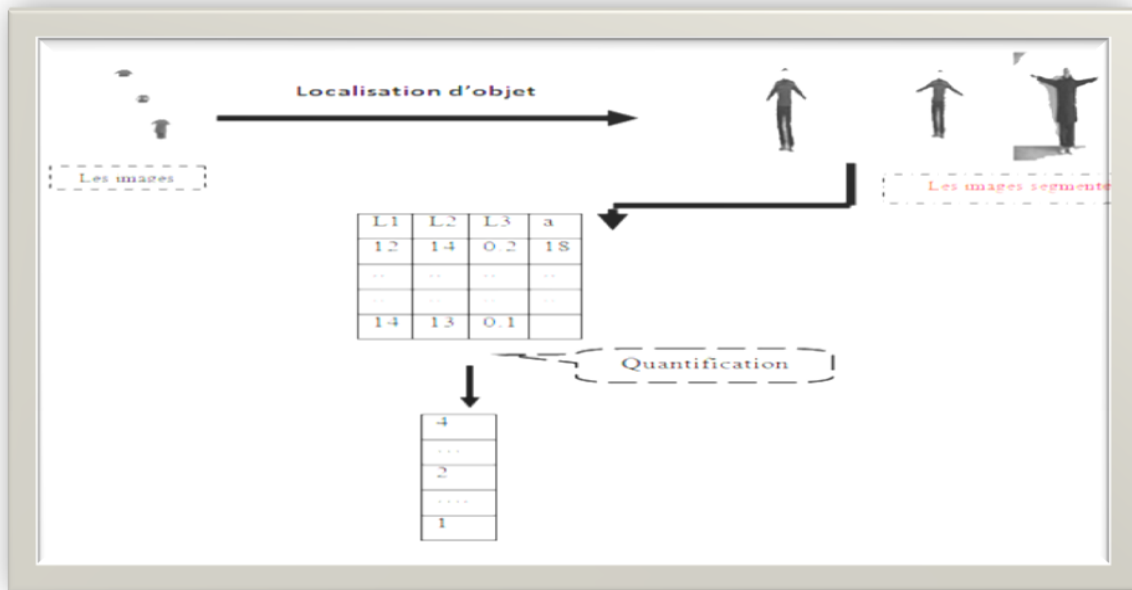 Localisation d'objet
Les images
Les images segmenté
L1 L2 L3 a
12 14 0.2 18
.. .. .. ..
.. .. .. ..
14 13 0.1
Quantification
4
...
2
....
1